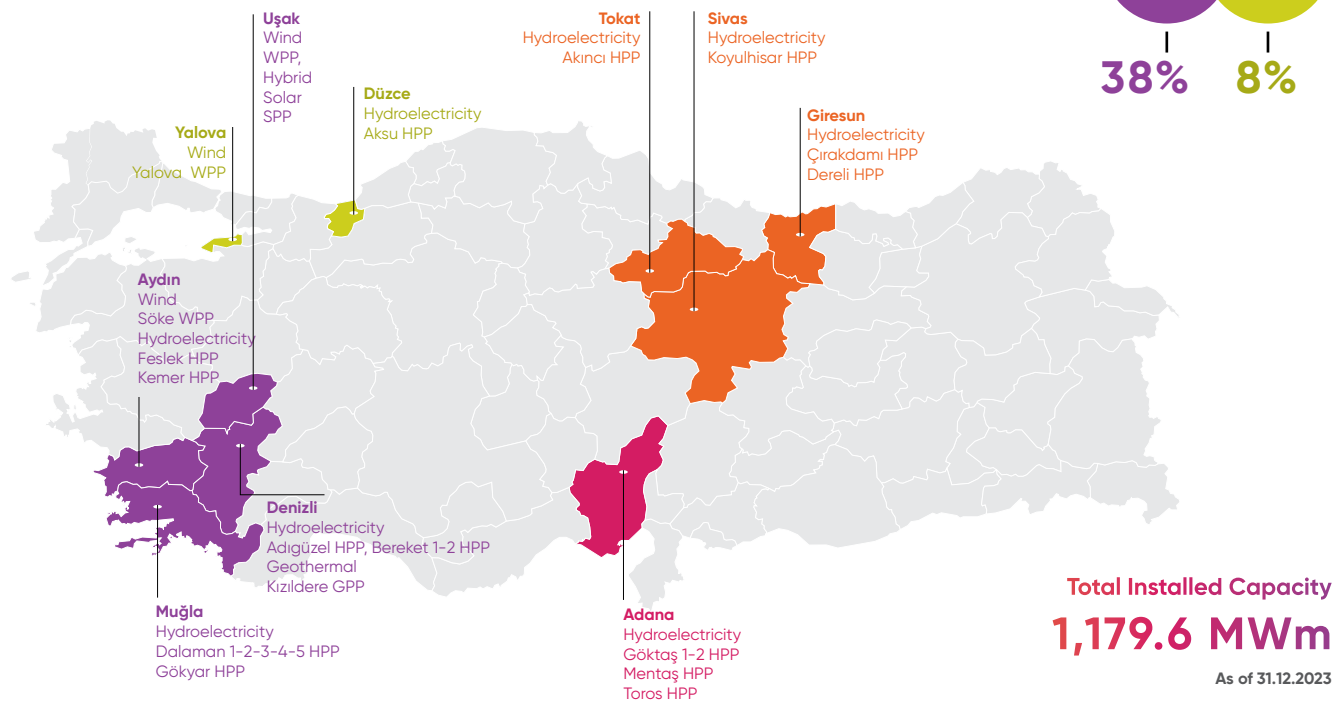 Uşak
Wind
WPP,
Hybrid
Solar
SPP
Tokat
Hydroelectricity
Akıncı HPP
Sivas
Hydroelectricity
Koyulhisar HPP
38%
8%
Düzce
Hydroelectricity
Aksu HPP
Giresun
Hydroelectricity
Çırakdamı HPP
Dereli HPP
Yalova
Wind
Yalova WPP
Aydın
Wind
Söke WPP
Hydroelectricity
Feslek HPP
Kemer HPP
Denizli
Hydroelectricity
Adıgüzel HPP, Bereket 1-2 HPP
Geothermal
Kızıldere GPP
Muğla
Hydroelectricity
Dalaman 1-2-3-4-5 HPP
Gökyar HPP
Adana
Hydroelectricity
Göktaş 1-2 HPP
Mentaş HPP
Toros HPP
Total Installed Capacity
1,179.6 MWm
As of 31.12.2023